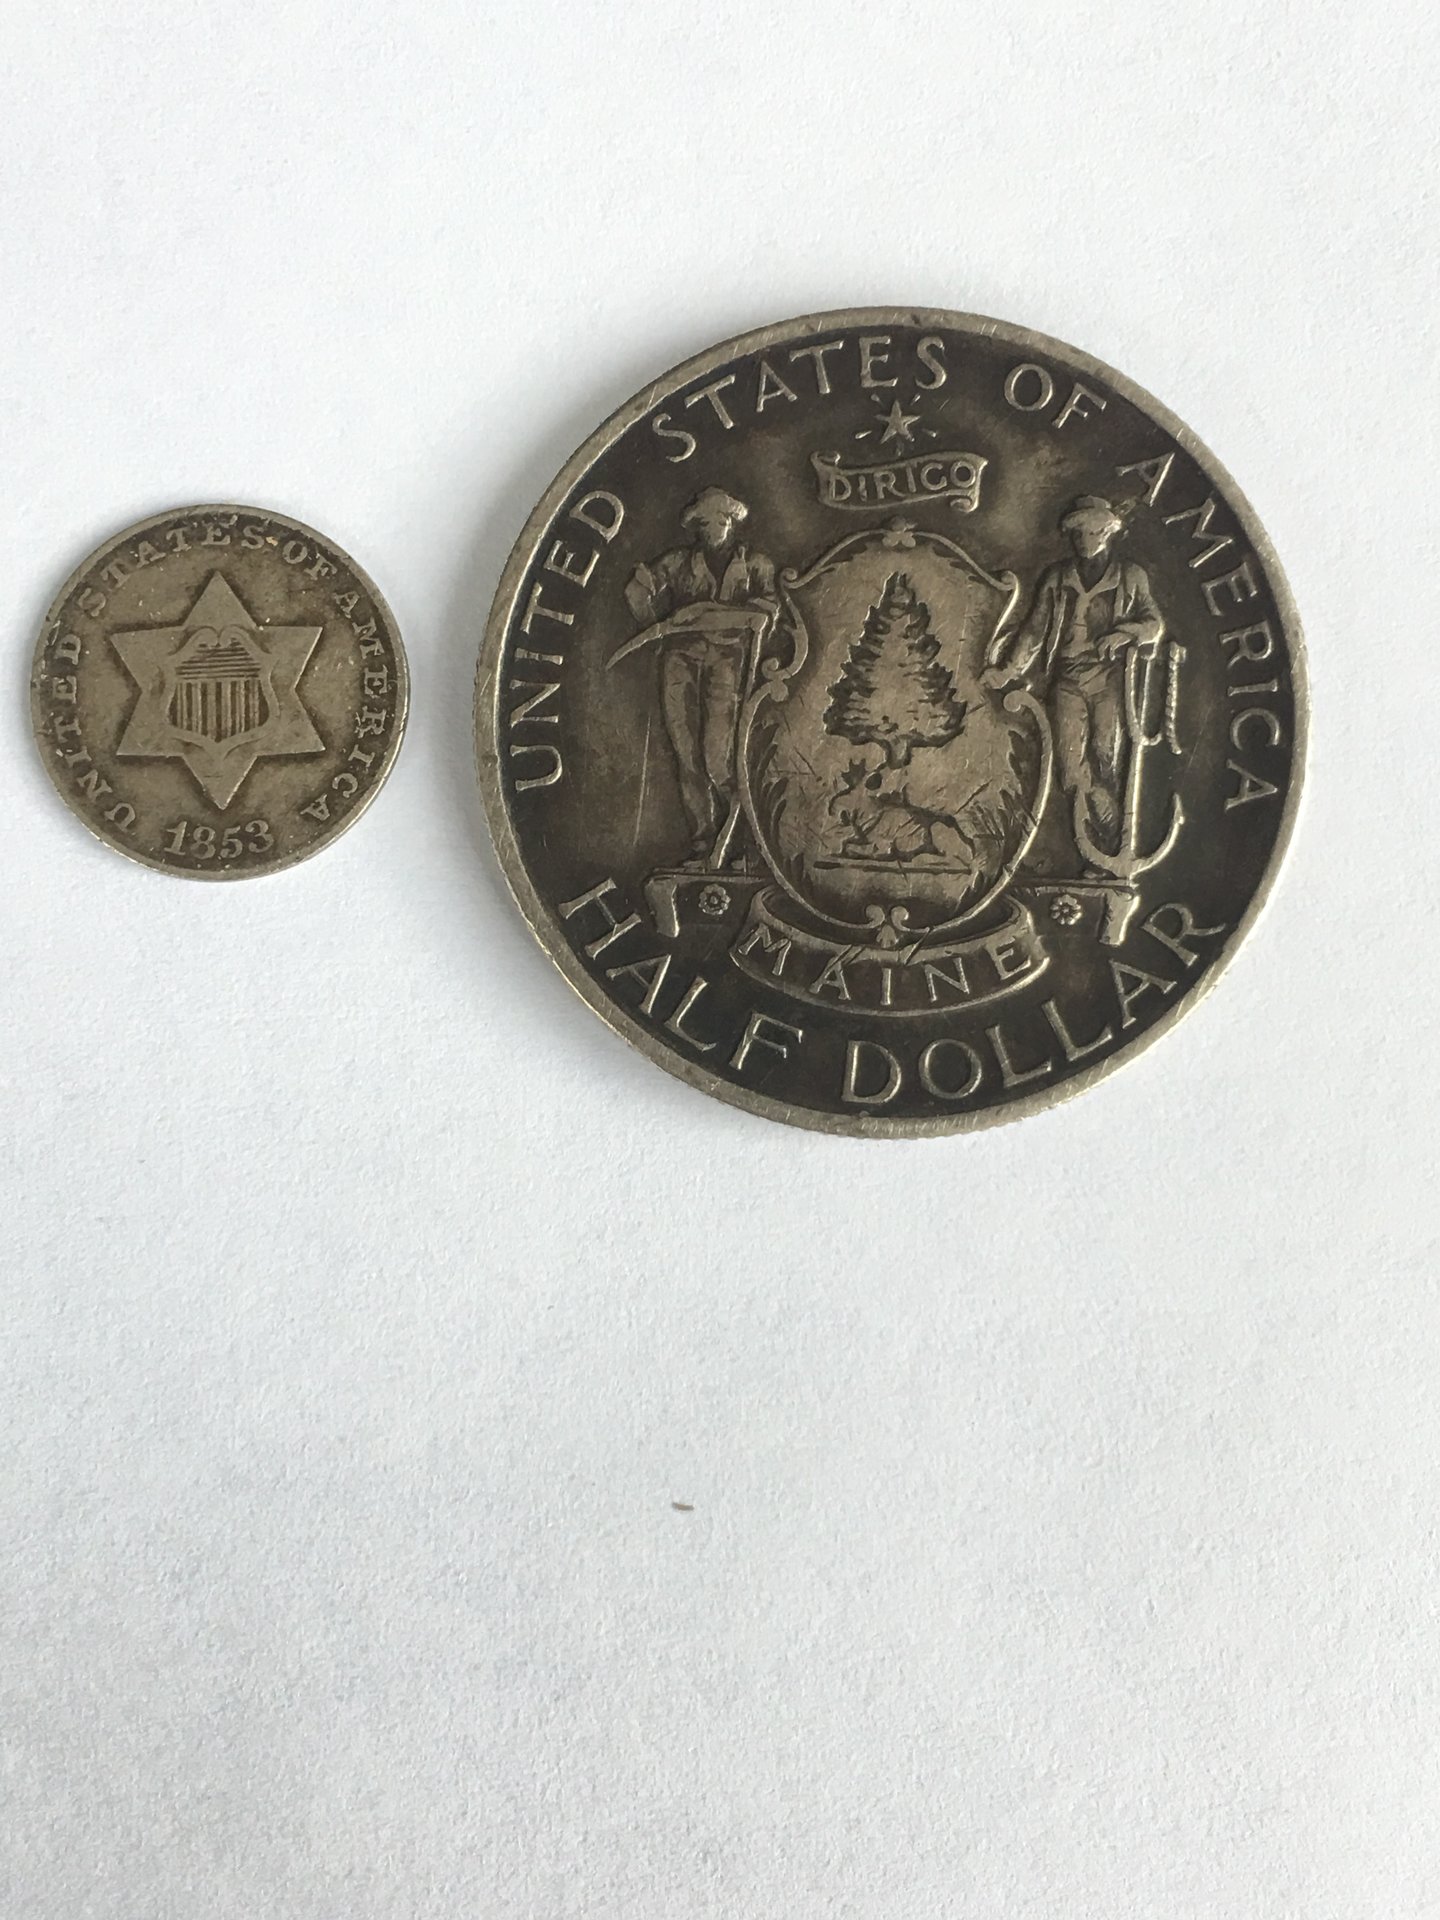 UNITED STATES OF AMERICA
1853
UNITED STATES OF AMERICA
DIRIGO
MAINE
HALF DOLLAR